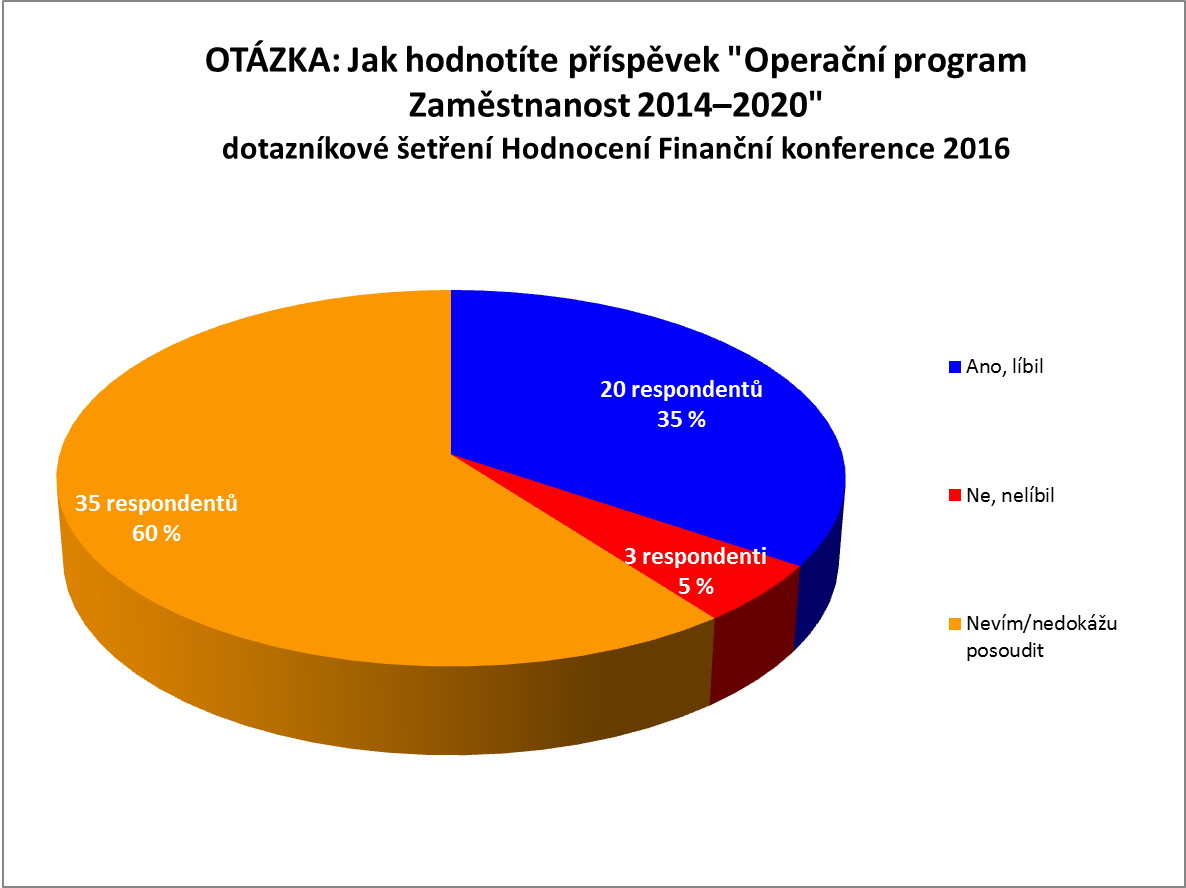 OTÁZKA: Jak hodnotíte příspěvek "Operační program
Zaměstnanost 2014–2020"
dotazníkové šetření Hodnocení Finanční konference 2016
20 respondentů
35 %
Ano, líbil
Ne, nelíbil
35 respondentů
60 %
3 respondenti
5 %
Nevím/nedokážu
posoudit